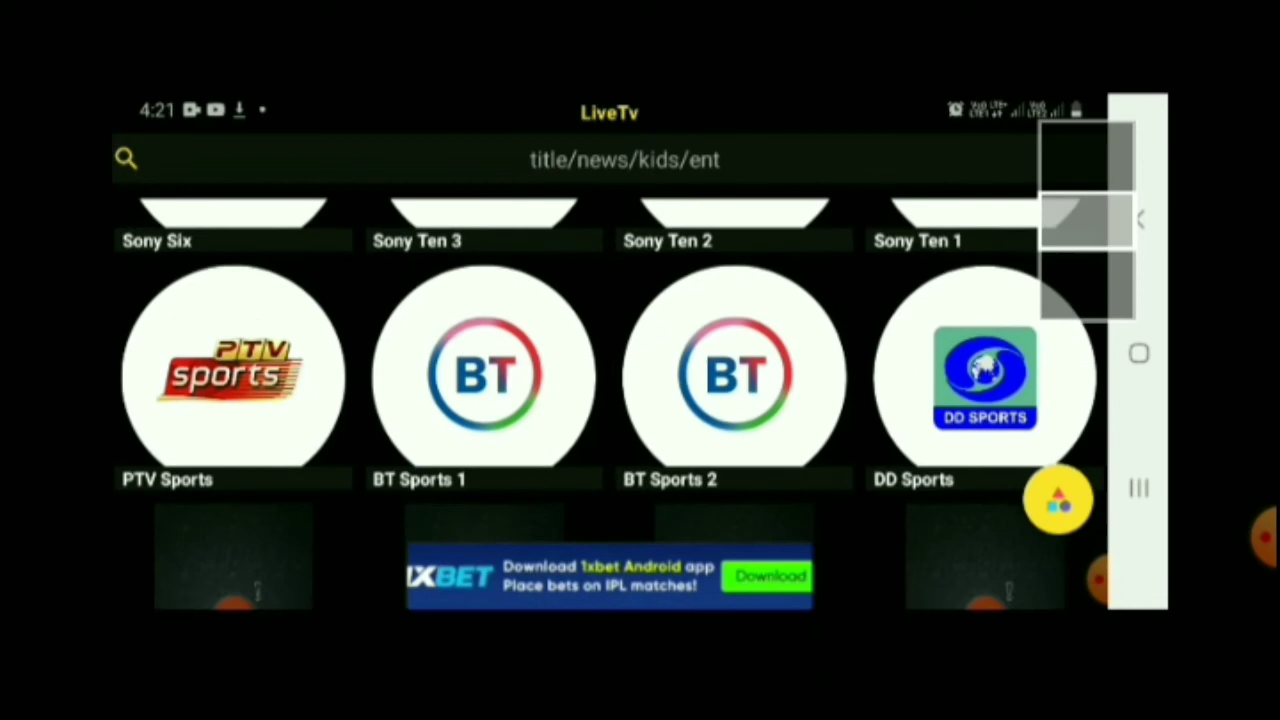 4:21
LiveTv
title/news/kids/ent
Sony Six
Sony Ten 3
Sony Ten 2
Sony Ten 1
PTV
sports
BT
BT
DD SPORTS
PTV Sports
BT Sports 1
BT Sports 2
DD Sports
1XBET
Download 1xbet Android app
Place bets on IPL matches!
Download